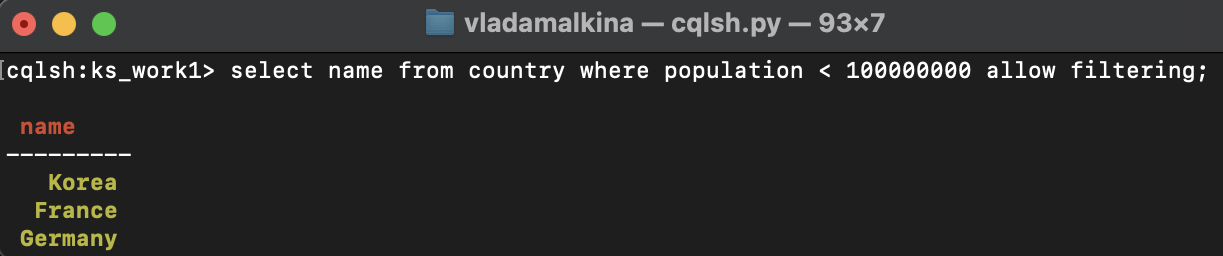 vladamalkina — cqlsh.py — 93×7
[cqlsh:ks_work1> select name from country where population < 100000000 allow filtering;
name
---------
Korea
France
Germany